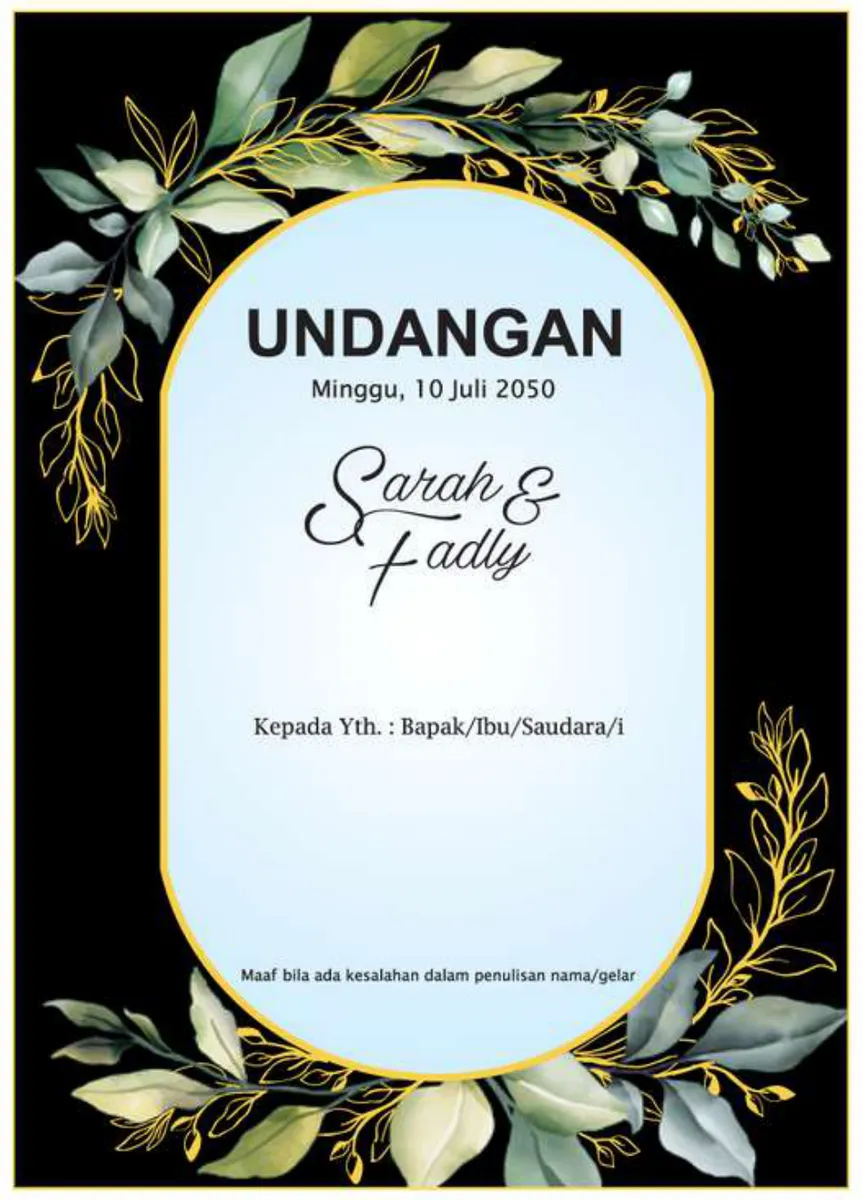 UNDANGAN
Minggu, 10 Juli 2050
Sarah &
Fadly
Kepada Yth. : Bapak/Ibu/Saudara/i
Maaf bila ada kesalahan dalam penulisan nama/gelar